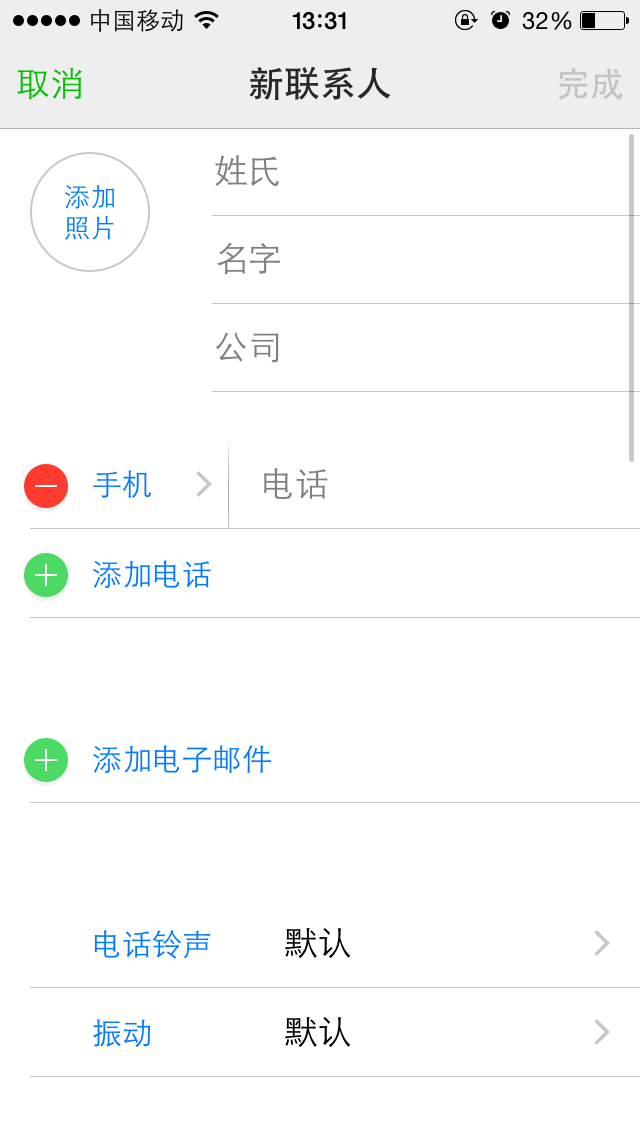 中国移动 13:31 32%
取消 新联系人 完成
添加
照片
姓氏
名字
公司
手机 电话
添加电话
添加电子邮件
电话铃声 默认
振动 默认